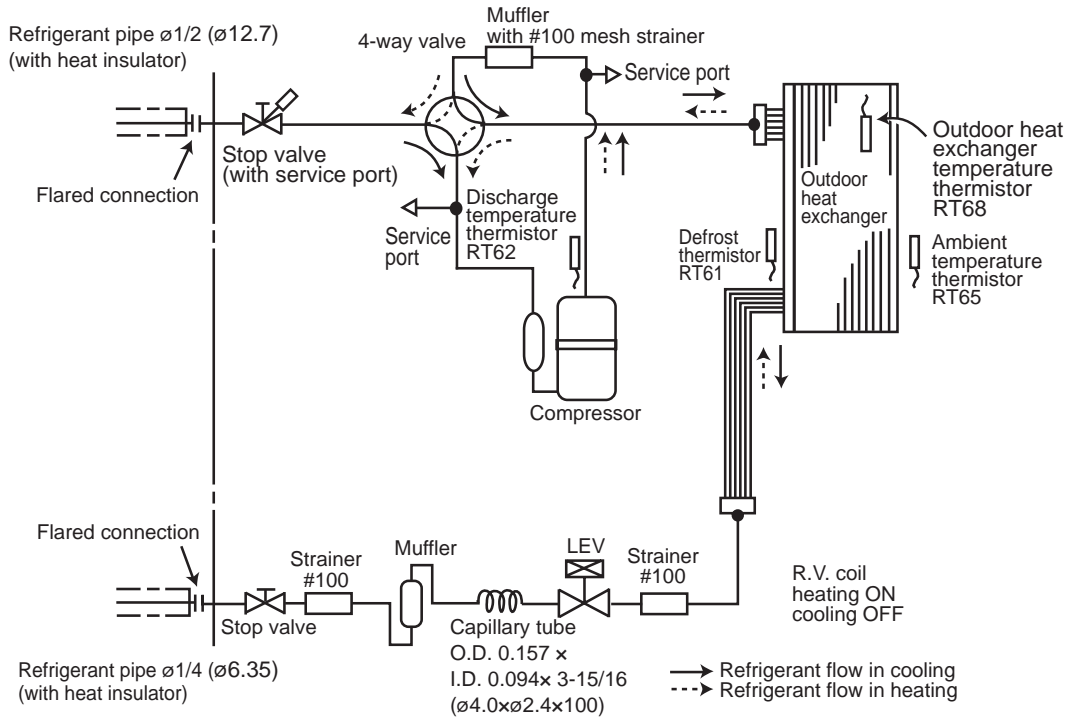 Refrigerant pipe ø1/2 (ø12.7)
(with heat insulator)
4-way valve
Muffler
with #100 mesh strainer
Service port
Flared connection
Stop valve
(with service port)
Service
port
Discharge
temperature
thermistor
RT62
Compressor
Outdoor
heat
exchanger
Outdoor heat
exchanger
temperature
thermistor
RT68
Defrost
thermistor
RT61
Ambient
temperature
thermistor
RT65
Flared connection
Stop valve
Strainer
#100
Muffler
Capillary tube
O.D. 0.157 ×
I.D. 0.094× 3-15/16
(ø4.0xø2.4x100)
LEV
Strainer
#100
R.V. coil
heating ON
cooling OFF
Refrigerant pipe ø1/4 (ø6.35)
(with heat insulator)
Refrigerant flow in cooling
Refrigerant flow in heating